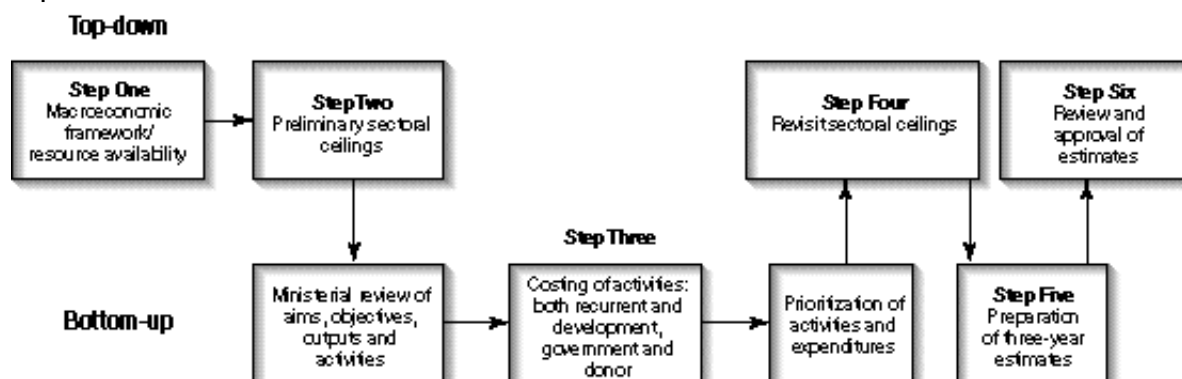 Top-down
Step One
Macroeconomic
framework/
resource availability
Step Two
Preliminary sectoral
ceilings
Step Four
Revisit sectoral ceilings
Step Six
Review and
approval of
estimates
Step Three
Bottom-up
Ministerial review of
aims, objectives,
outputs and
activities
Costing of activities:
both recurrent and
development,
government and
donor
Prioritization of
activities and
expenditures
Step Five
Preparation
of three-year
estimates